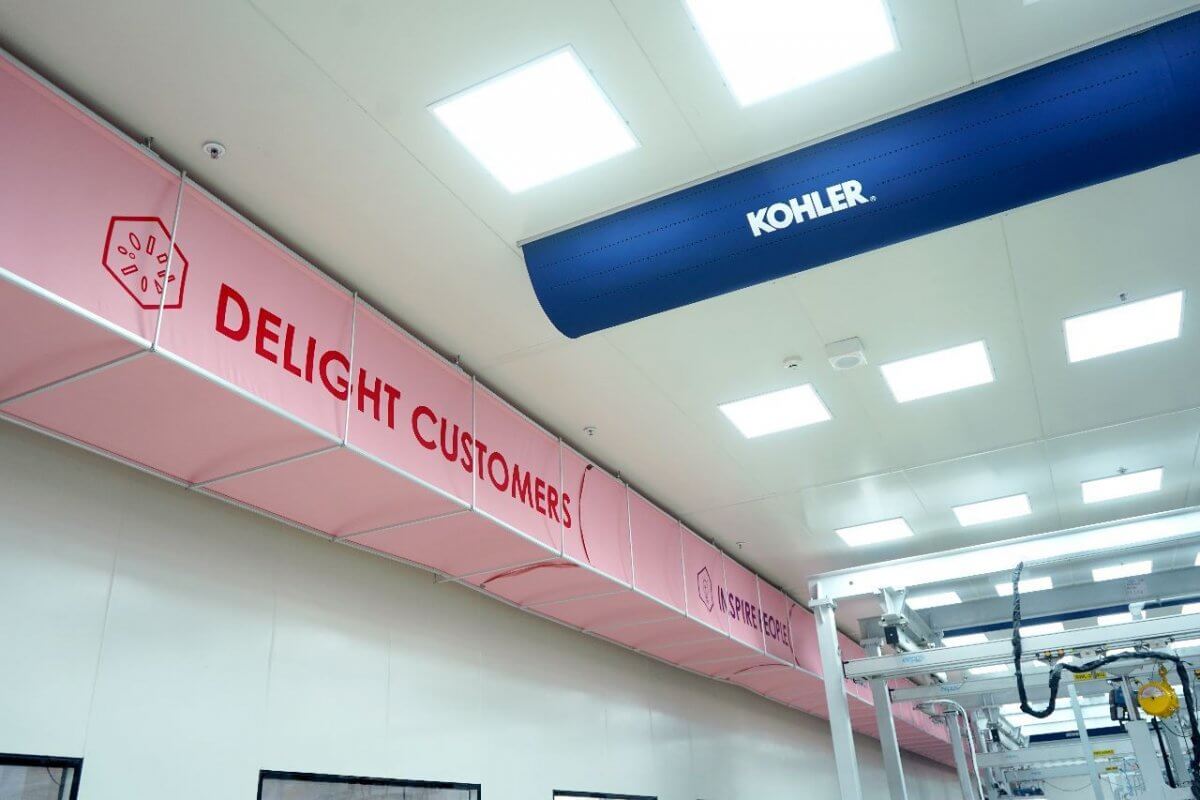 DELIGHT CUSTOMERS
KOHLER®
INSPIRE PEOPLE